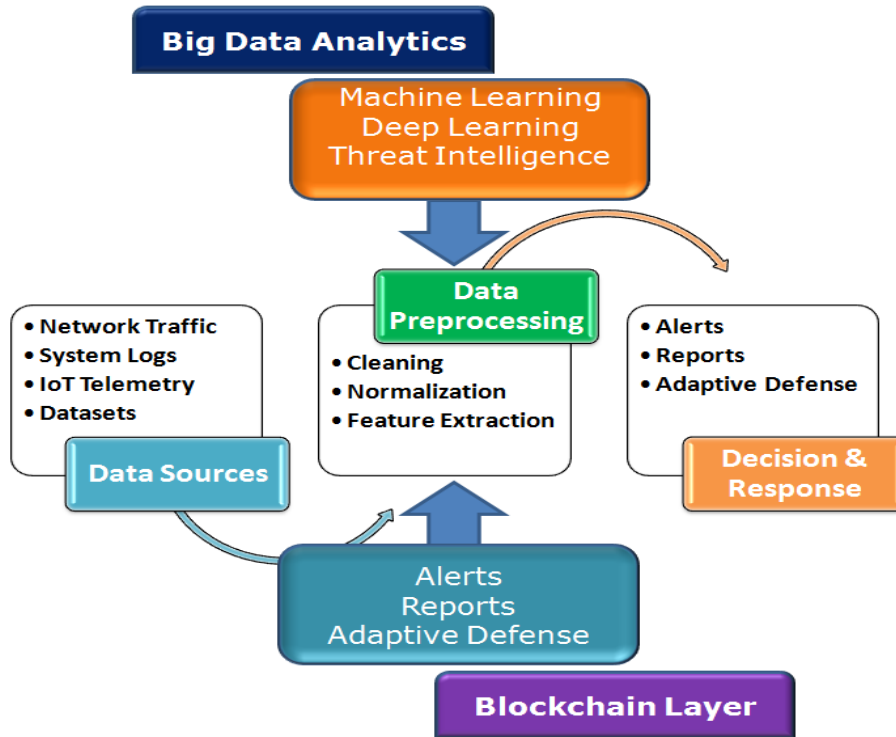 Big Data Analytics
Machine Learning
Deep Learning
Threat Intelligence
• Network Traffic
• System Logs
• IoT Telemetry
• Datasets
Data Sources
Data
Preprocessing
• Cleaning
• Normalization
• Feature Extraction
• Alerts
• Reports
• Adaptive Defense
Decision &
Response
Alerts
Reports
Adaptive Defense
Blockchain Layer